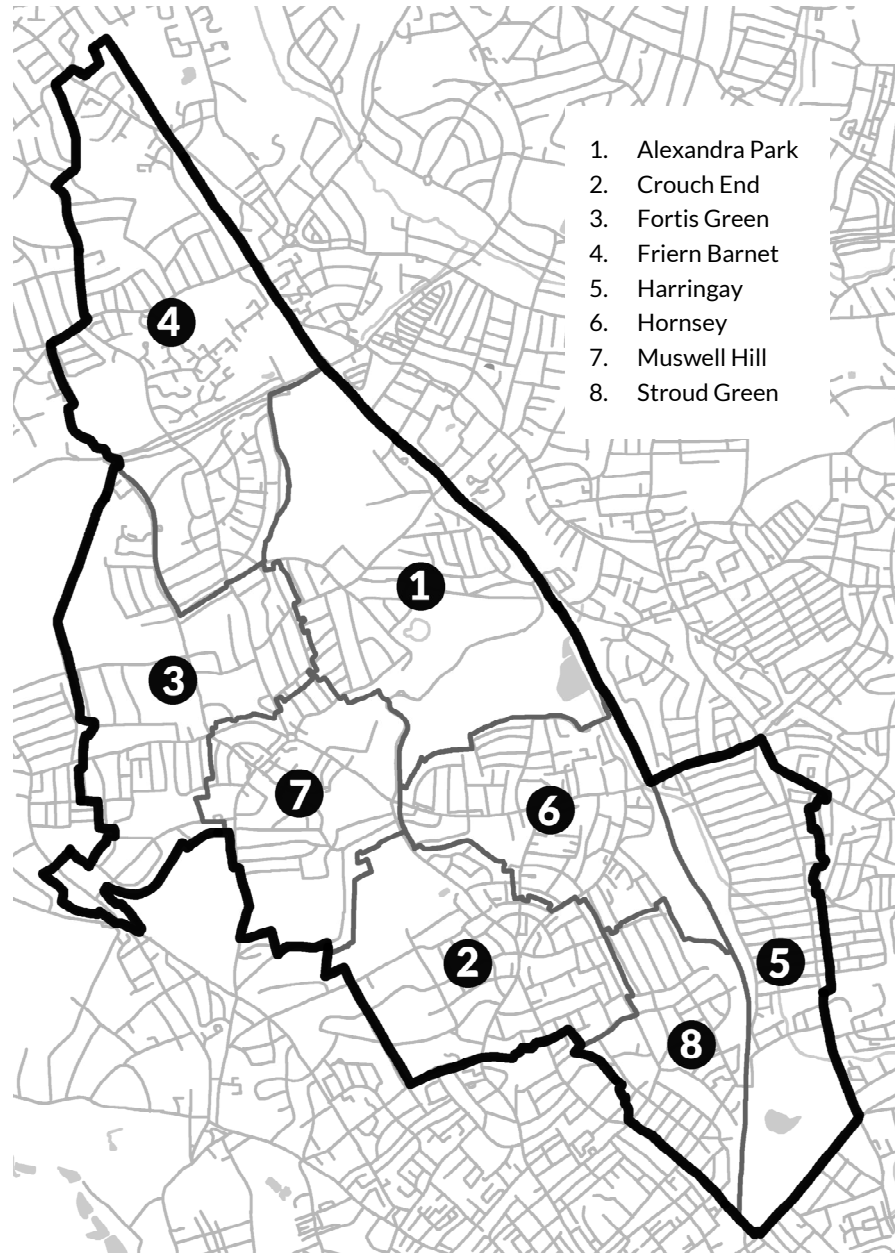 1. Alexandra Park
2. Crouch End
3. Fortis Green
4. Friern Barnet
5. Harringay
6. Hornsey
7. Muswell Hill
8. Stroud Green
4
1
3
7
6
2
5
8